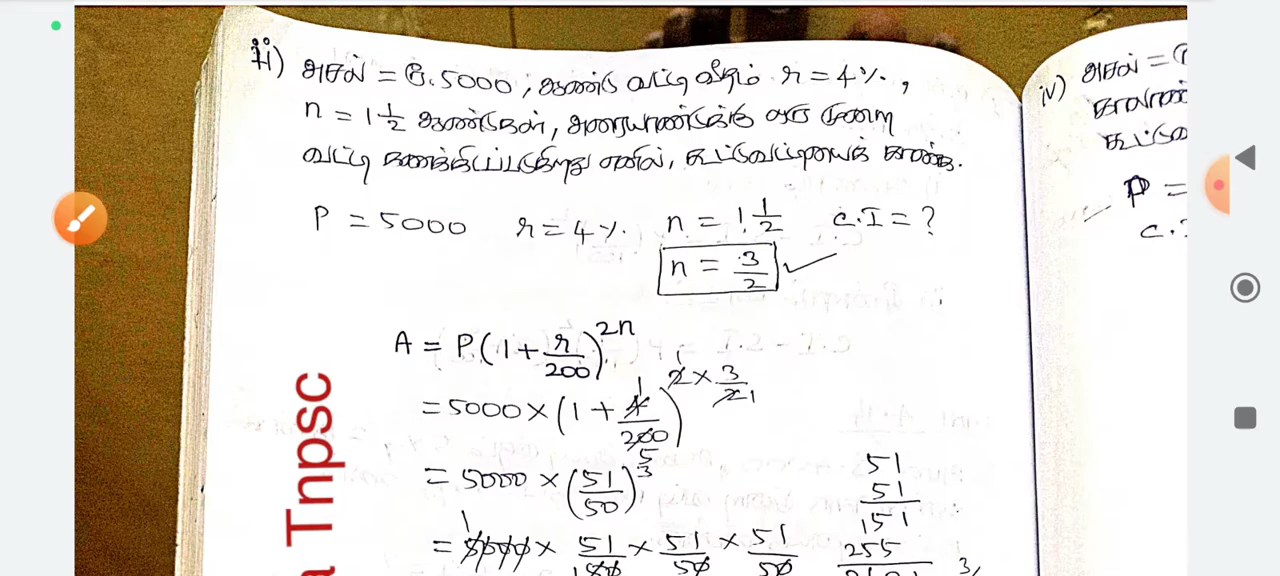 iii) அசல் = ரூ.5000, ஆண்டு வட்டி வீதம் r = 4%,
n = 1 1/2 ஆண்டுகள், அரையாண்டுக்கு ஒரு முறை
வட்டி கணக்கிடப்படுகிறது எனில், கூட்டுவட்டியைக் காண்க.
P = 5000 r = 4% n = 1 1/2 C.I = ?
n = 3/2 ✓
A = P(1 + r/200)^2n
= 5000 × (1 + 4/200)^2 × 3/2
= 5000 × (51/50)^3
= 5000 × 51/50 × 51/50 × 51/50
51
51
51
255
a Tnpsc
iv) அசல் =
P =
C.